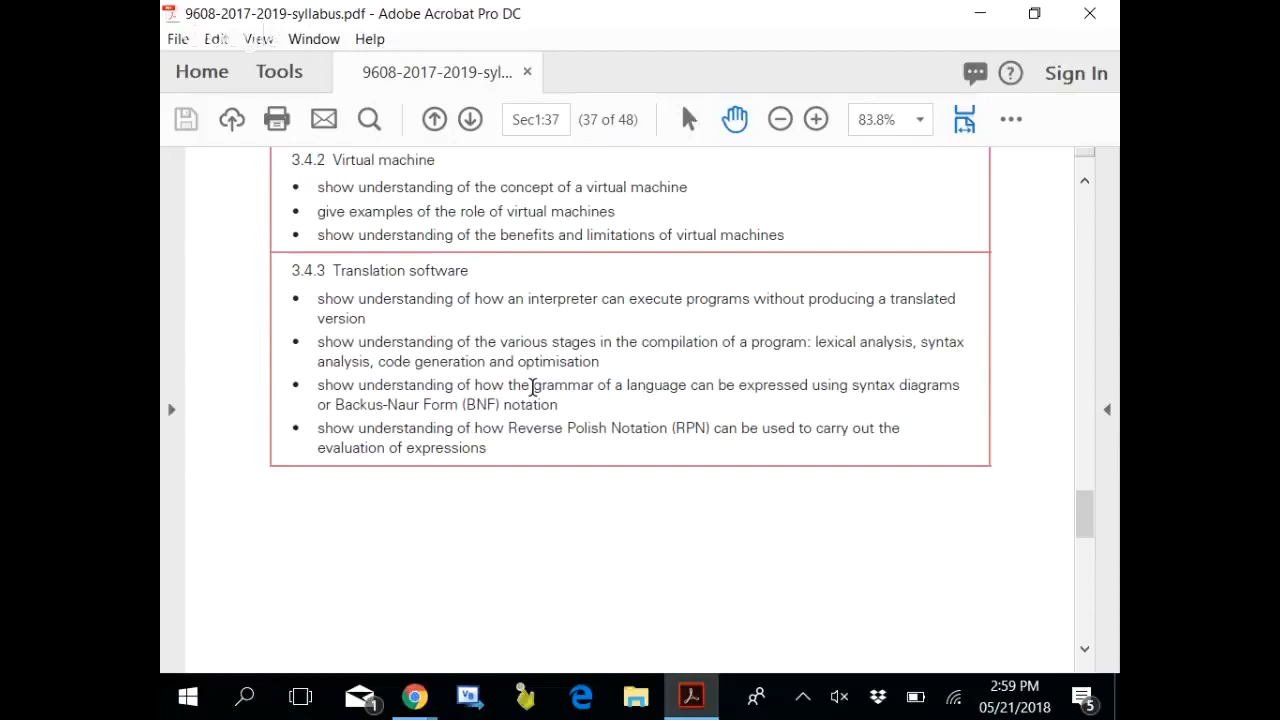 9608-2017-2019-syllabus.pdf - Adobe Acrobat Pro DC
File Edit View Window Help
Home Tools 9608-2017-2019-syl... × Sign In
Sec1:37 (37 of 48) 83.8%
3.4.2 Virtual machine
• show understanding of the concept of a virtual machine
• give examples of the role of virtual machines
• show understanding of the benefits and limitations of virtual machines
3.4.3 Translation software
• show understanding of how an interpreter can execute programs without producing a translated
version
• show understanding of the various stages in the compilation of a program: lexical analysis, syntax
analysis, code generation and optimisation
• show understanding of how the grammar of a language can be expressed using syntax diagrams
or Backus-Naur Form (BNF) notation
• show understanding of how Reverse Polish Notation (RPN) can be used to carry out the
evaluation of expressions
1 VB 2:59 PM
05/21/2018 5